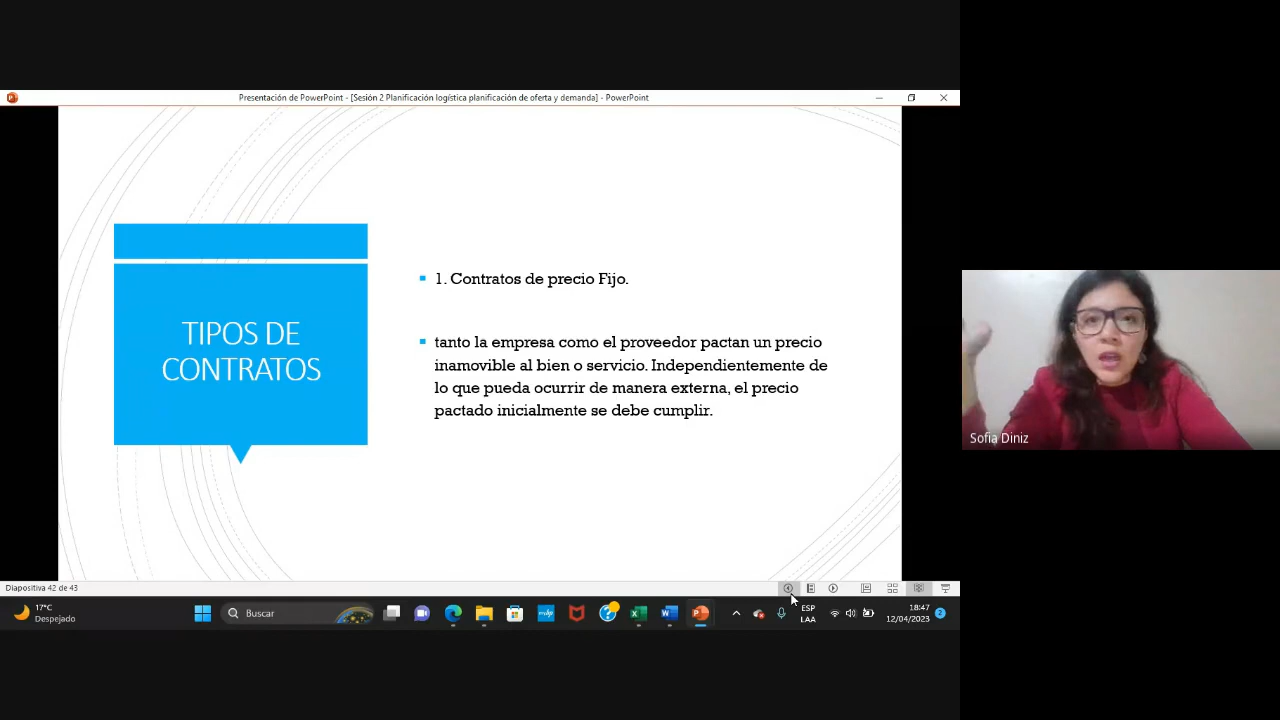 Presentación de PowerPoint - [Sesión 2 Planificación logística planificación de oferta y demanda] - PowerPoint
TIPOS DE
CONTRATOS
1. Contratos de precio Fijo.
tanto la empresa como el proveedor pactan un precio
inamovible al bien o servicio. Independientemente de
lo que pueda ocurrir de manera externa, el precio
pactado inicialmente se debe cumplir.
Sofia Diniz
Diapositiva 42 de 43
17°C
Despejado
Buscar
mdp
ESP
LAA
18:47
12/04/2023
2